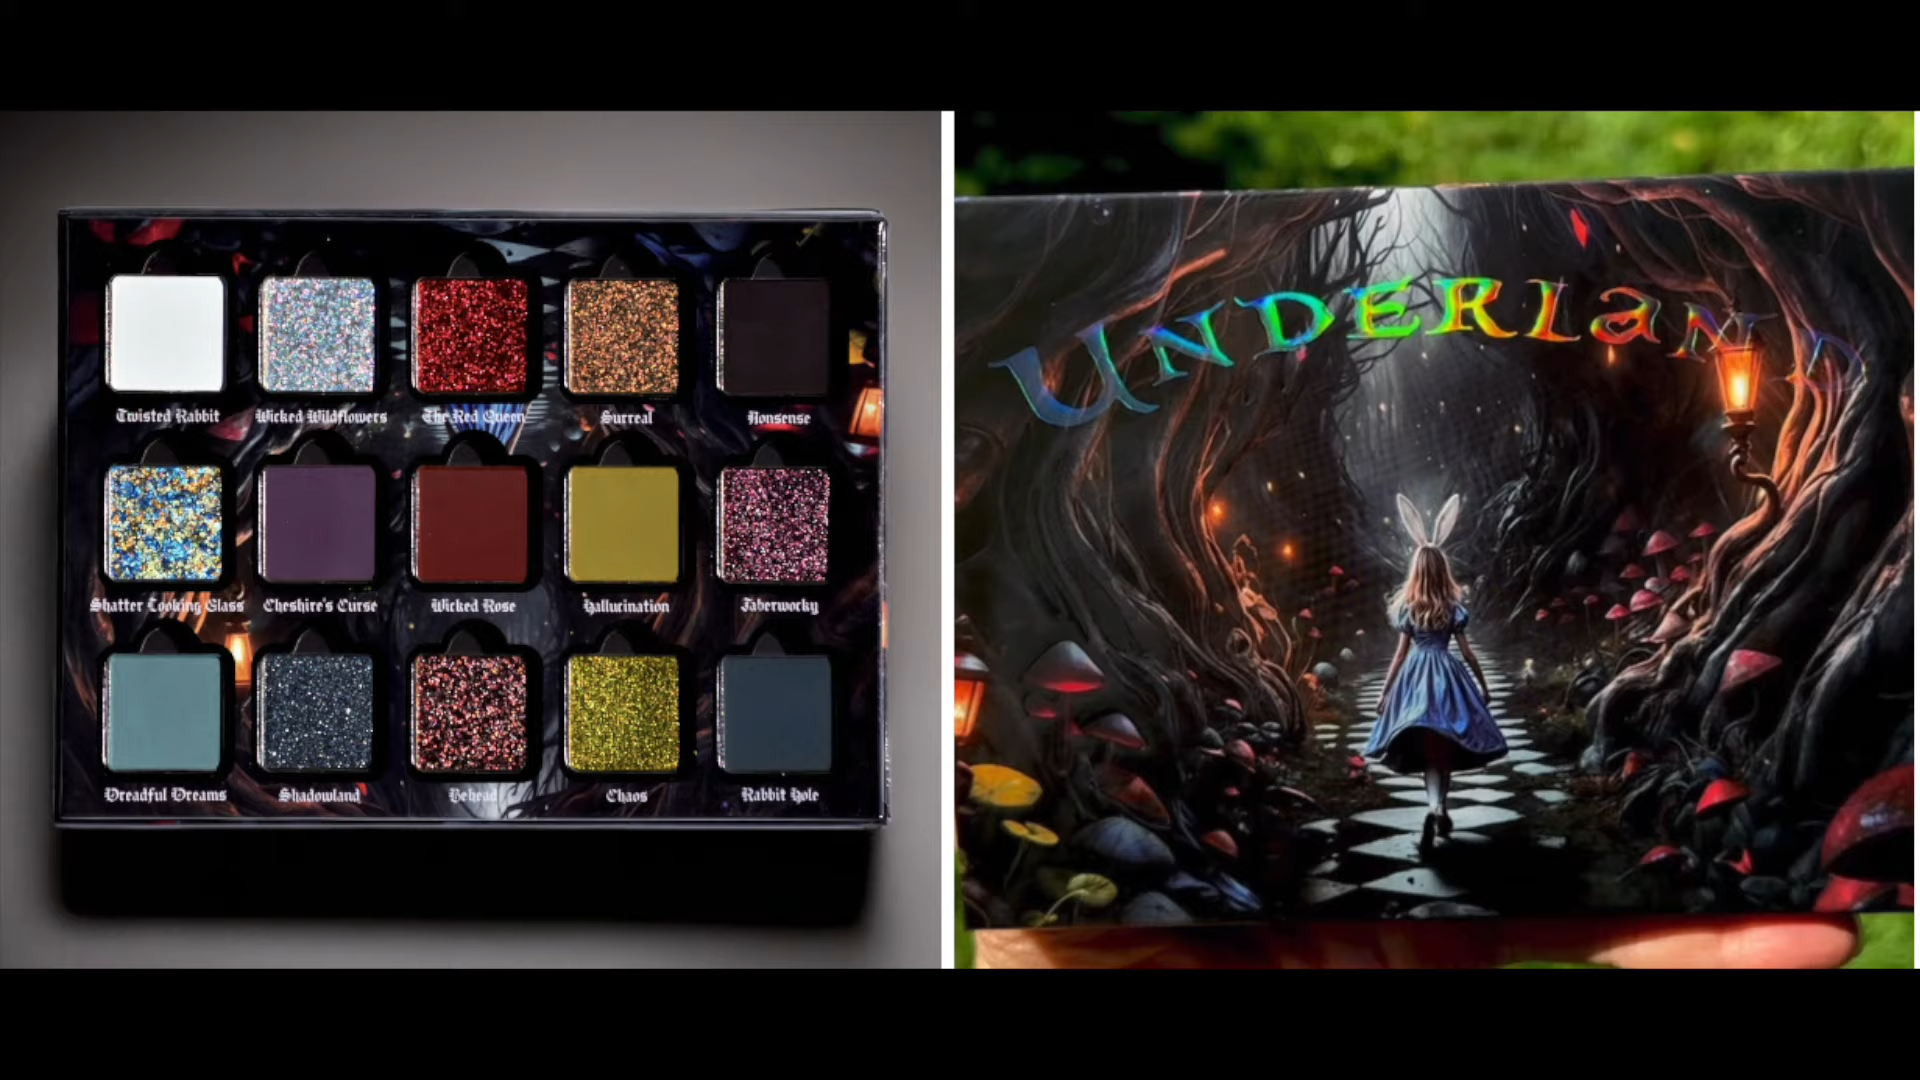 Twisted Rabbit
Wicked Wildflowers
The Red Queen
Surreal
Nonsense
Shatter Looking Glass
Cheshire's Curse
Wicked Rose
Hallucination
Jaberwocky
Dreadful Dreams
Shadowland
Behead
Chaos
Rabbit Hole
UNDERLaND